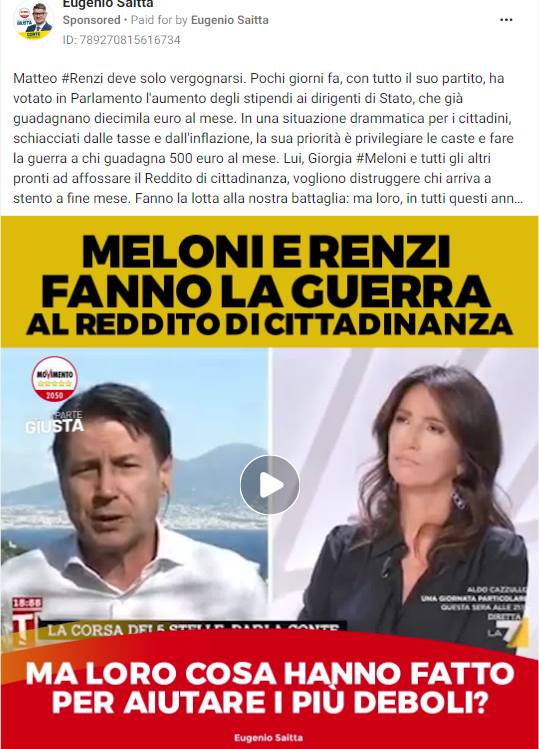 Eugenio Saitta
Sponsored • Paid for by Eugenio Saitta
ID: 789270815616734
Matteo #Renzi deve solo vergognarsi. Pochi giorni fa, con tutto il suo partito, ha
votato in Parlamento l'aumento degli stipendi ai dirigenti di Stato, che già
guadagnano diecimila euro al mese. In una situazione drammatica per i cittadini,
schiacciati dalle tasse e dall'inflazione, la sua priorità è privilegiare le caste e fare
la guerra a chi guadagna 500 euro al mese. Lui, Giorgia #Meloni e tutti gli altri
pronti ad affossare il Reddito di cittadinanza, vogliono distruggere chi arriva a
stento a fine mese. Fanno la lotta alla nostra battaglia: ma loro, in tutti questi ann...
MELONI E RENZI
FANNO LA GUERRA
AL REDDITO DI CITTADINANZA
MOVIMENTO
2050
PARTE
GIUSTA
ALDO CAZZULLO
UNA GIORNATA PARTICOLARE
QUESTA SERA ALLE 21
DIRETTA
LA 7
18:55
LA CORSA DEI 5 STELLE, PARLA CONTE
MA LORO COSA HANNO FATTO
PER AIUTARE I PIÙ DEBOLI?
Eugenio Saitta